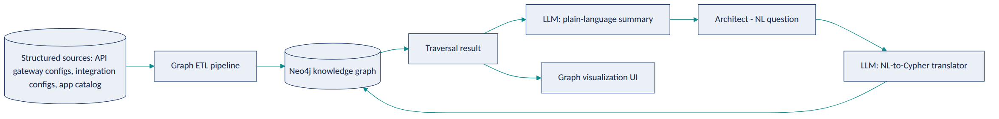 Structured sources: API
gateway configs, integration
configs, app catalog
Graph ETL pipeline
Neo4j knowledge graph
Traversal result
LLM: plain-language summary
Graph visualization UI
Architect - NL question
LLM: NL-to-Cypher translator